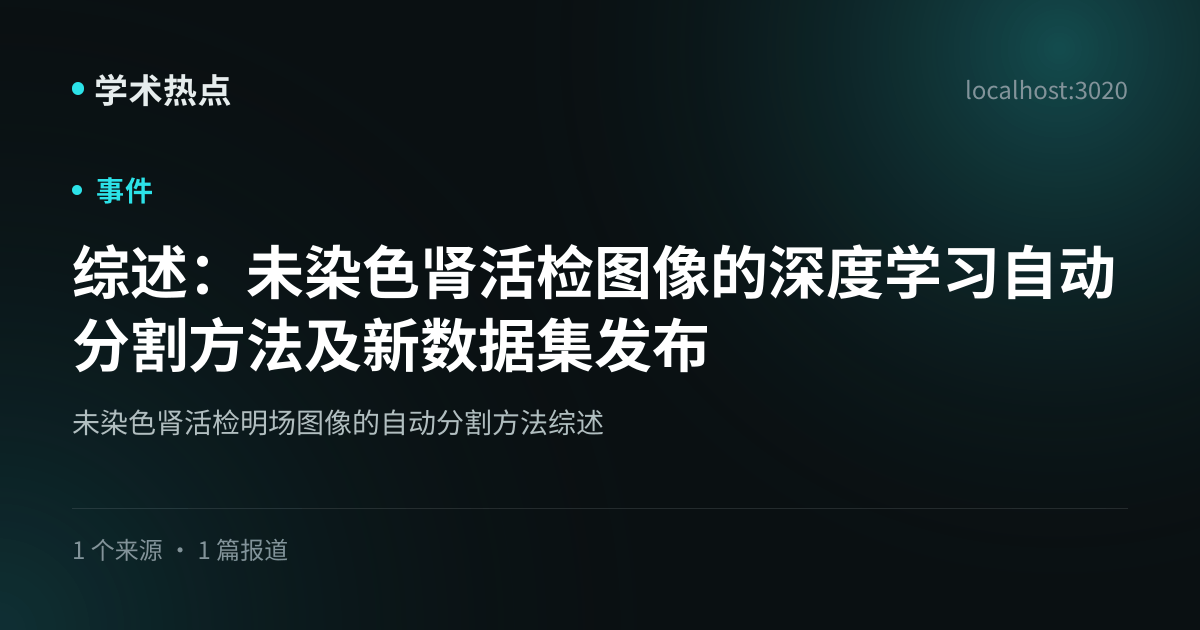 学术热点
localhost:3020
事件
综述：未染色肾活检图像的深度学习自动
分割方法及新数据集发布
未染色肾活检明场图像的自动分割方法综述
1 个来源 · 1 篇报道